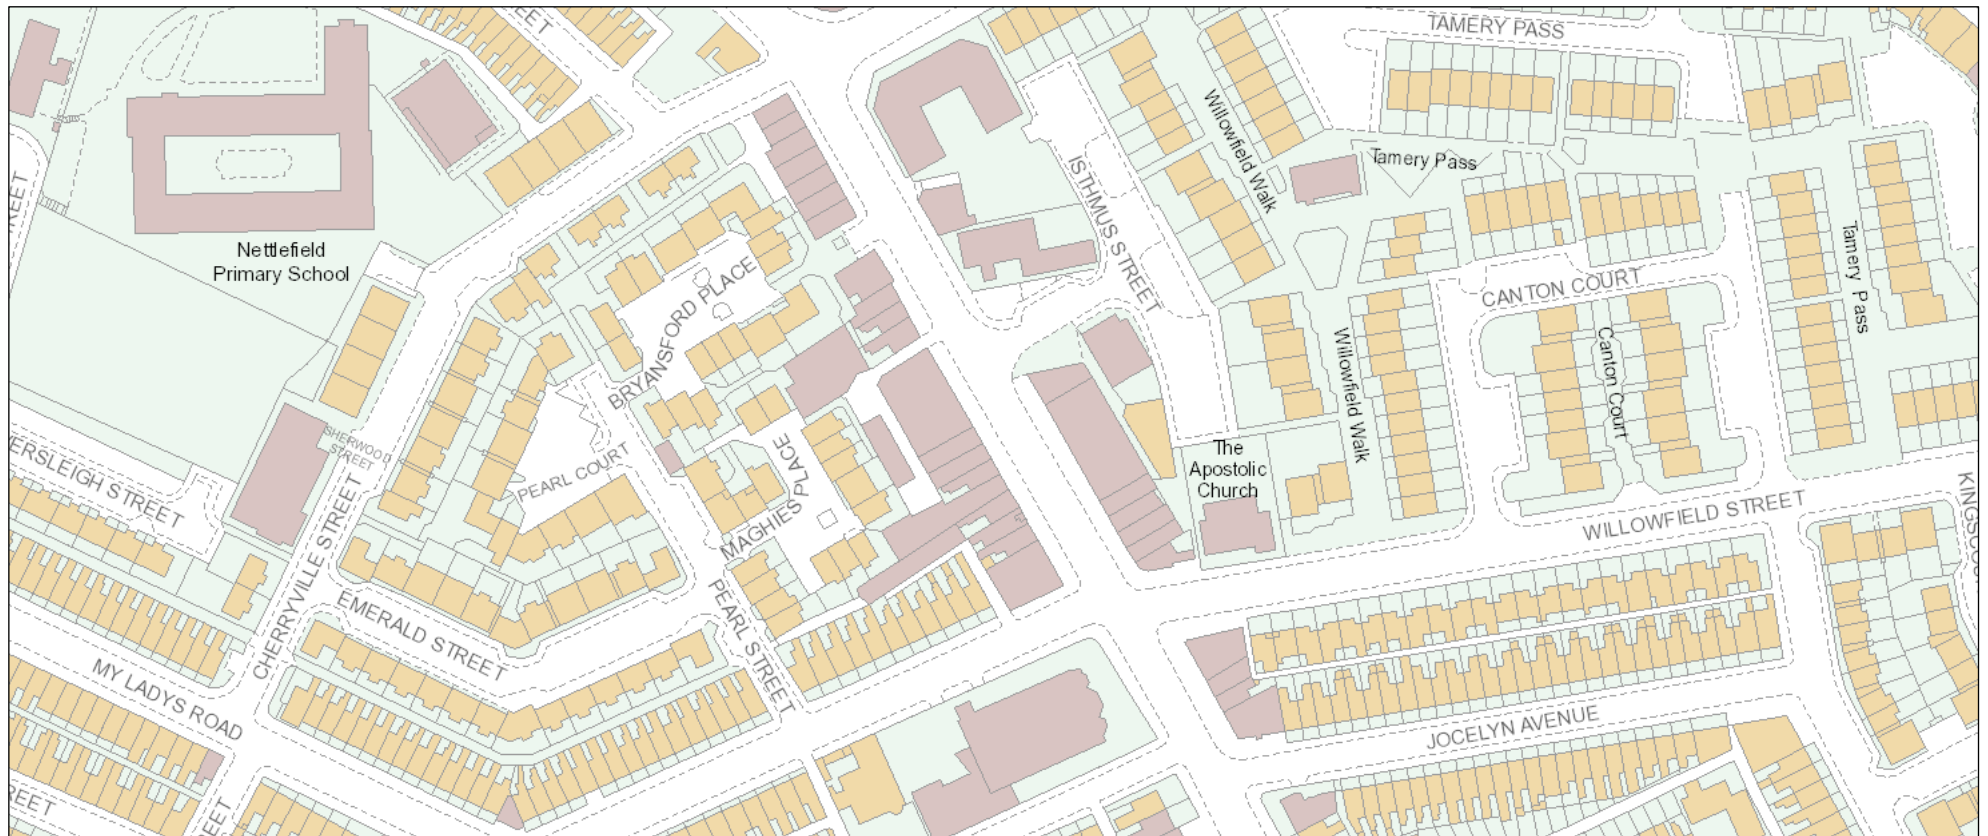 TAMERY PASS
Willowfield Walk
Tamery Pass
ISTHMUS STREET
Nettlefield
Primary School
Tamery Pass
BRYANSFORD PLACE
CANTON COURT
Willowfield Walk
Canton Court
SHERWOOD
STREET
PEARL COURT
MAGHIES PLACE
The
Apostolic
Church
WILLOWFIELD STREET
ERSLEIGH STREET
CHERRYVILLE STREET
EMERALD STREET
PEARL STREET
MY LADYS ROAD
JOCELYN AVENUE